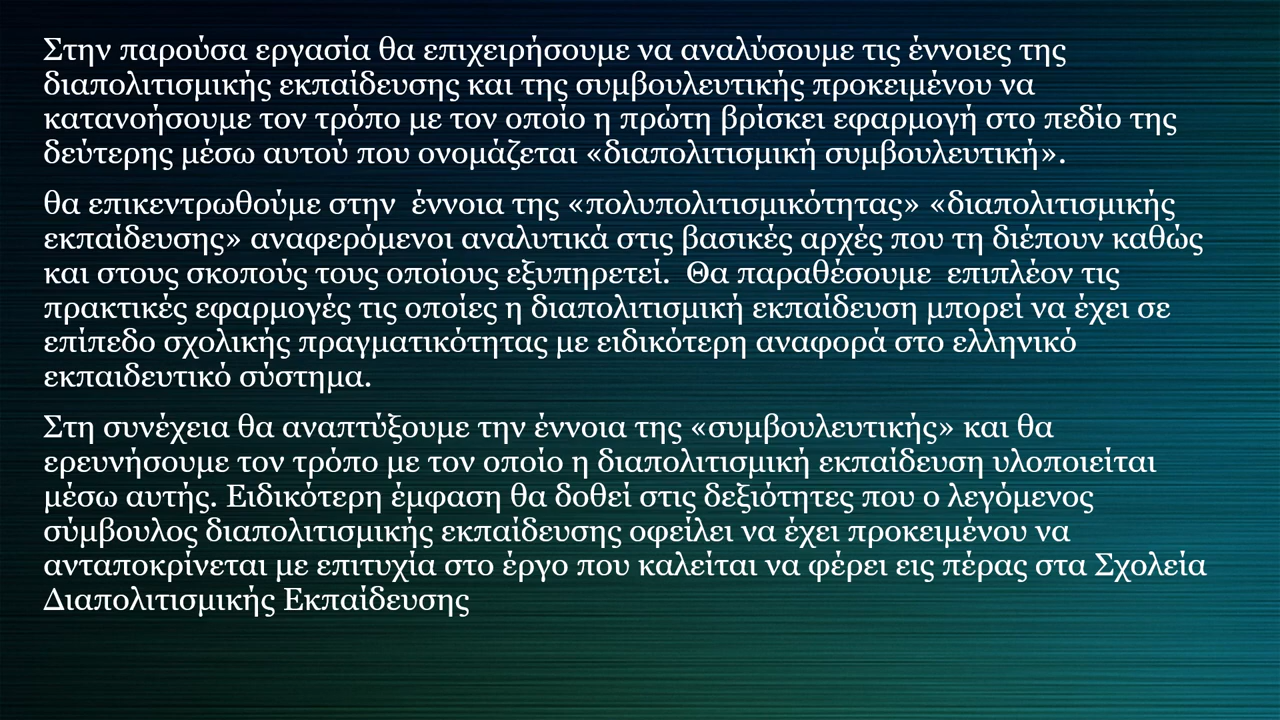 Στην παρούσα εργασία θα επιχειρήσουμε να αναλύσουμε τις έννοιες της
διαπολιτισμικής εκπαίδευσης και της συμβουλευτικής προκειμένου να
κατανοήσουμε τον τρόπο με τον οποίο η πρώτη βρίσκει εφαρμογή στο πεδίο της
δεύτερης μέσω αυτού που ονομάζεται «διαπολιτισμική συμβουλευτική».
θα επικεντρωθούμε στην  έννοια της «πολυπολιτισμικότητας» «διαπολιτισμικής
εκπαίδευσης» αναφερόμενοι αναλυτικά στις βασικές αρχές που τη διέπουν καθώς
και στους σκοπούς τους οποίους εξυπηρετεί.  Θα παραθέσουμε  επιπλέον τις
πρακτικές εφαρμογές τις οποίες η διαπολιτισμική εκπαίδευση μπορεί να έχει σε
επίπεδο σχολικής πραγματικότητας με ειδικότερη αναφορά στο ελληνικό
εκπαιδευτικό σύστημα.
Στη συνέχεια θα αναπτύξουμε την έννοια της «συμβουλευτικής» και θα
ερευνήσουμε τον τρόπο με τον οποίο η διαπολιτισμική εκπαίδευση υλοποιείται
μέσω αυτής. Ειδικότερη έμφαση θα δοθεί στις δεξιότητες που ο λεγόμενος
σύμβουλος διαπολιτισμικής εκπαίδευσης οφείλει να έχει προκειμένου να
ανταποκρίνεται με επιτυχία στο έργο που καλείται να φέρει εις πέρας στα Σχολεία
Διαπολιτισμικής Εκπαίδευσης